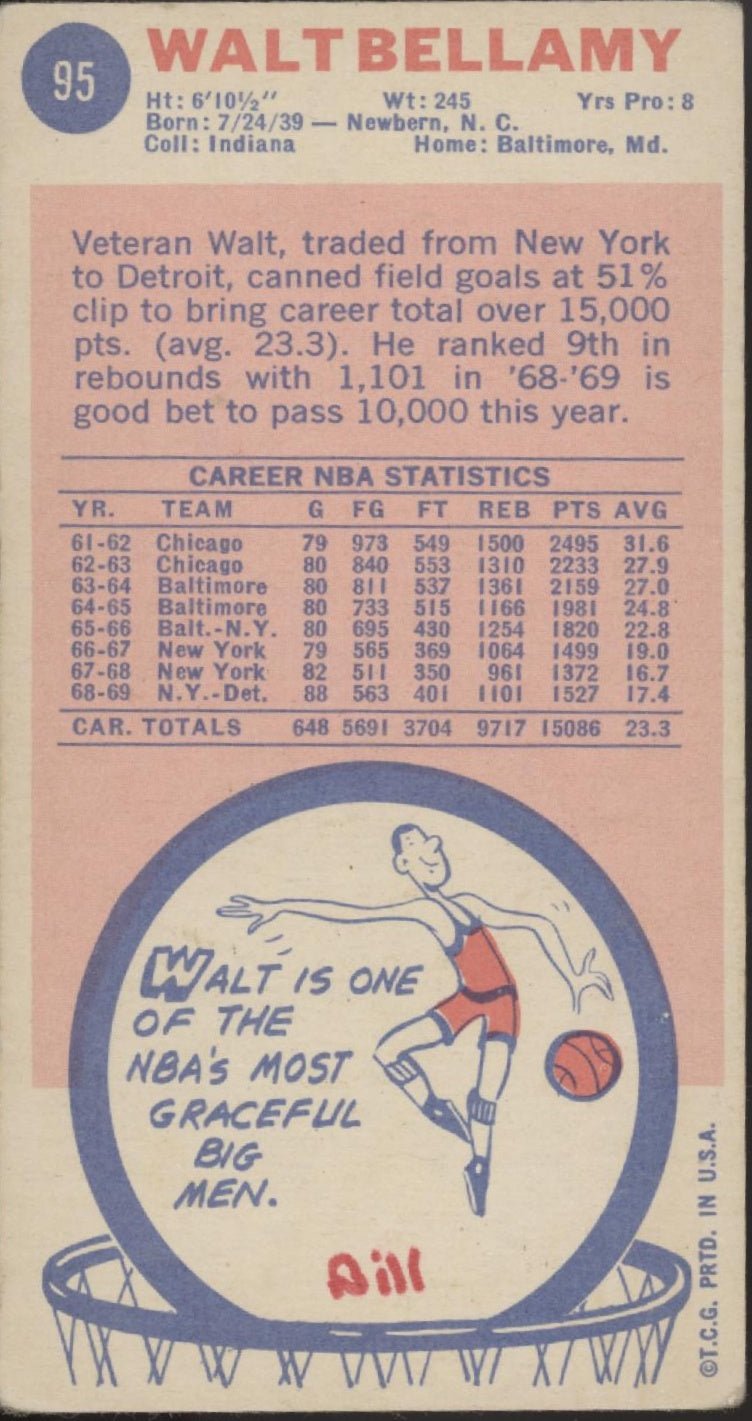 95
WALT BELLAMY
Ht: 6'10½" Wt: 245 Yrs Pro: 8
Born: 7/24/39 — Newbern, N. C.
Coll: Indiana Home: Baltimore, Md.
Veteran Walt, traded from New York
to Detroit, canned field goals at 51%
clip to bring career total over 15,000
pts. (avg. 23.3). He ranked 9th in
rebounds with 1,101 in '68-'69 is
good bet to pass 10,000 this year.
CAREER NBA STATISTICS
YR. TEAM G FG FT REB PTS AVG
61-62 Chicago 79 973 549 1500 2495 31.6
62-63 Chicago 80 840 553 1310 2233 27.9
63-64 Baltimore 80 811 537 1361 2159 27.0
64-65 Baltimore 80 733 515 1166 1981 24.8
65-66 Balt.-N.Y. 80 695 430 1254 1820 22.8
66-67 New York 79 565 369 1064 1499 19.0
67-68 New York 82 511 350 961 1372 16.7
68-69 N.Y.-Det. 88 563 401 1101 1527 17.4
CAR. TOTALS 648 5691 3704 9717 15086 23.3
WALT IS ONE
OF THE
NBA'S MOST
GRACEFUL
BIG
MEN.
Bill
©T.C.G. PRTD. IN U.S.A.